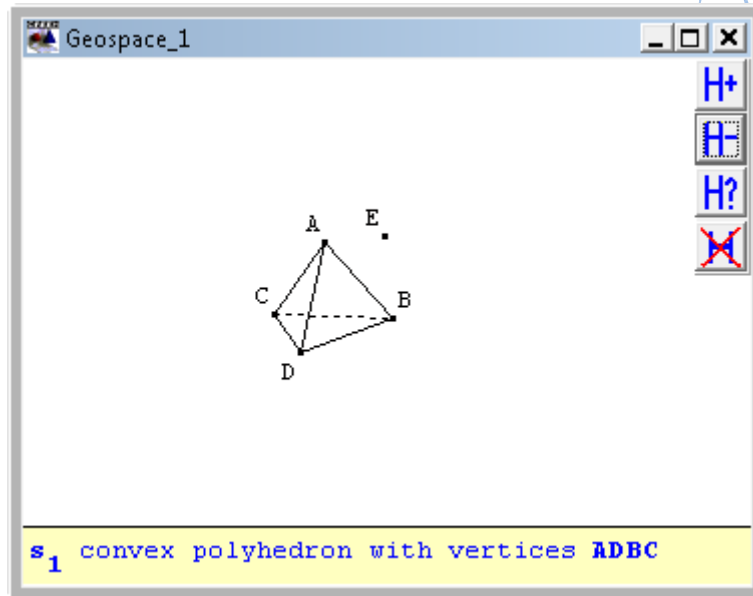 Geospace_1
H+
H-
H?
H
A
E
C
B
D
s1 convex polyhedron with vertices ADBC